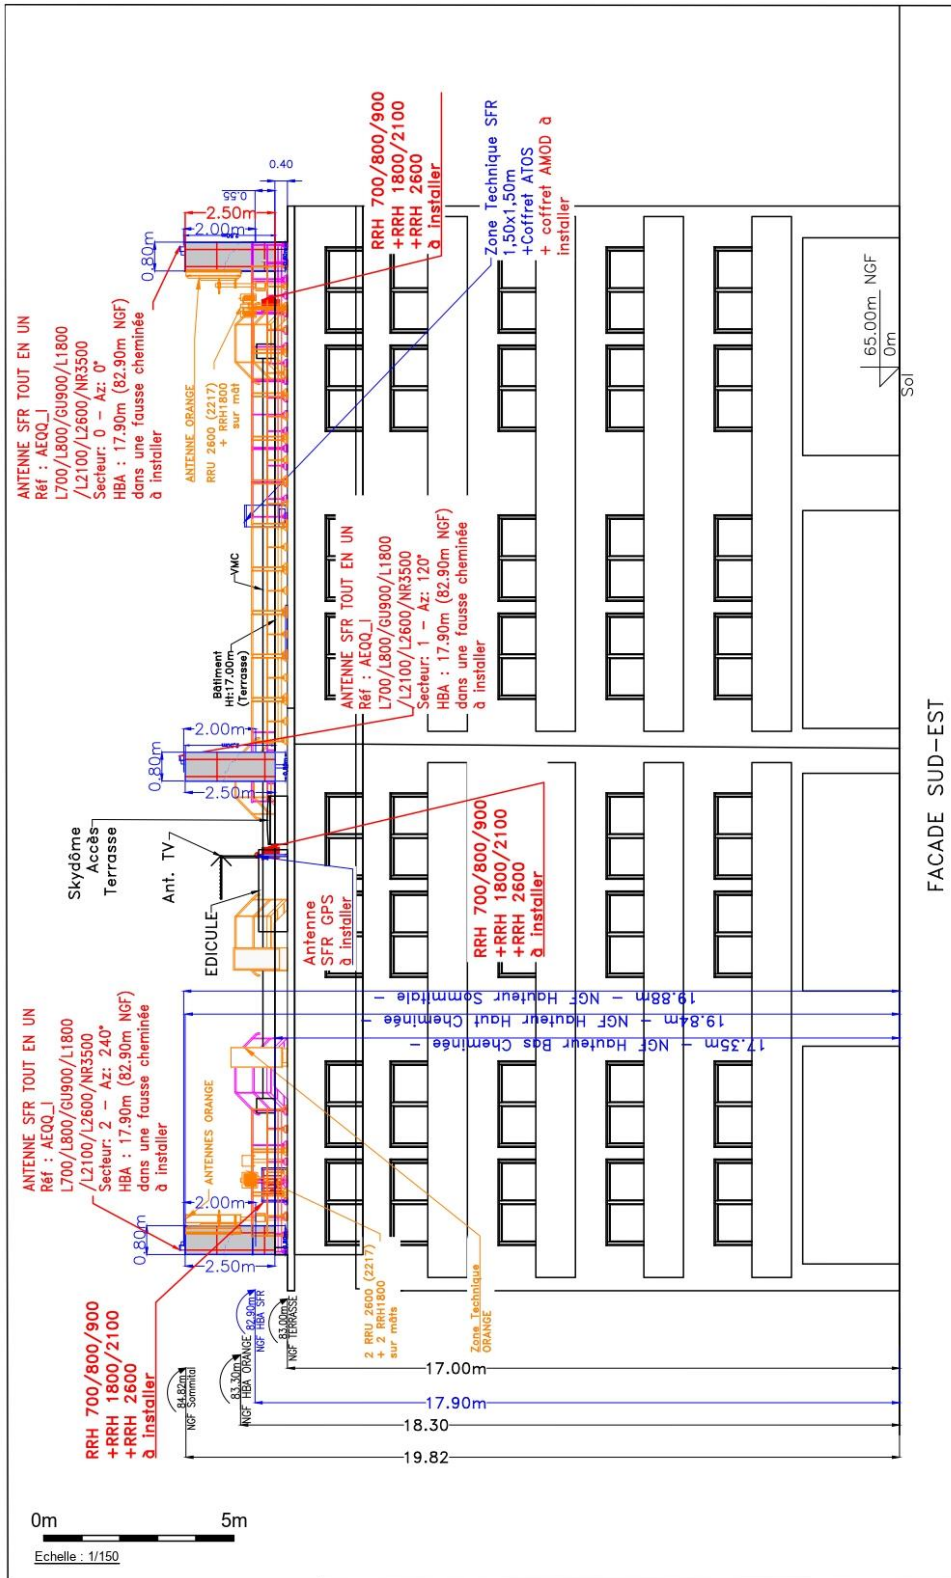 ANTENNE SFR TOUT EN UN
Réf : AEQQ_I
L700/L800/GU900/L1800
/L2100/L2600/NR3500
Secteur: 2 - Az: 240°
HBA : 17.90m (82.90m NGF)
dans une fausse cheminée
à installer
ANTENNES ORANGE
0.80m
2.00m
2.50m
RRH 700/800/900
+RRH 1800/2100
+RRH 2600
à installer
84.82m
NGF Sommital
83.30m
NGF HBA ORANGE
82.90m
NGF HBA SFR
83.00m
NGF TERRASSE
2 RRU 2600 (2217)
+ 2 RRH1800
sur mâts
Zone Technique
ORANGE
17.00m
17.90m
18.30
19.82
19.88m - NGF Hauteur Sommitale -
19.84m - NGF Hauteur Haut Cheminée -
17.35m - NGF Hauteur Bas Cheminée -
Skydôme
Accès
Terrasse
Ant. TV
EDICULE
Antenne
SFR GPS
à installer
RRH 700/800/900
+RRH 1800/2100
+RRH 2600
à installer
0.80m
2.00m
2.50m
Bâtiment
Ht:17.00m
(Terrasse)
VMC
ANTENNE SFR TOUT EN UN
Réf : AEQQ_I
L700/L800/GU900/L1800
/L2100/L2600/NR3500
Secteur: 1 - Az: 120°
HBA : 17.90m (82.90m NGF)
dans une fausse cheminée
à installer
ANTENNE SFR TOUT EN UN
Réf : AEQQ_I
L700/L800/GU900/L1800
/L2100/L2600/NR3500
Secteur: 0 - Az: 0°
HBA : 17.90m (82.90m NGF)
dans une fausse cheminée
à installer
ANTENNE ORANGE
RRU 2600 (2217)
+ RRH1800
sur mât
0.80m
2.00m
2.50m
0.55
0.40
RRH 700/800/900
+RRH 1800/2100
+RRH 2600
à installer
Zone Technique SFR
1,50x1,50m
+Coffret ATOS
+ coffret AMOD à
installer
65.00m NGF
0m
Sol
FACADE SUD-EST
0m 5m
Echelle : 1/150